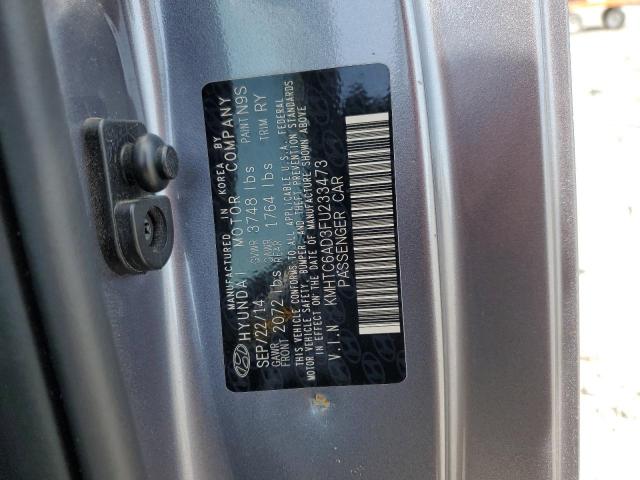 MANUFACTURED IN KOREA BY
HYUNDAI MOTOR COMPANY
SEP/22/14 GVWR 3748 lbs PAINT N9S
GAWR FRONT 2072 lbs GAWR REAR 1764 lbs TRIM RY
THIS VEHICLE CONFORMS TO ALL APPLICABLE U.S.A. FEDERAL
MOTOR VEHICLE SAFETY, BUMPER, AND THEFT PREVENTION STANDARDS
IN EFFECT ON THE DATE OF MANUFACTURE SHOWN ABOVE
V.I.N KMHTC6AD3FU233473
PASSENGER CAR